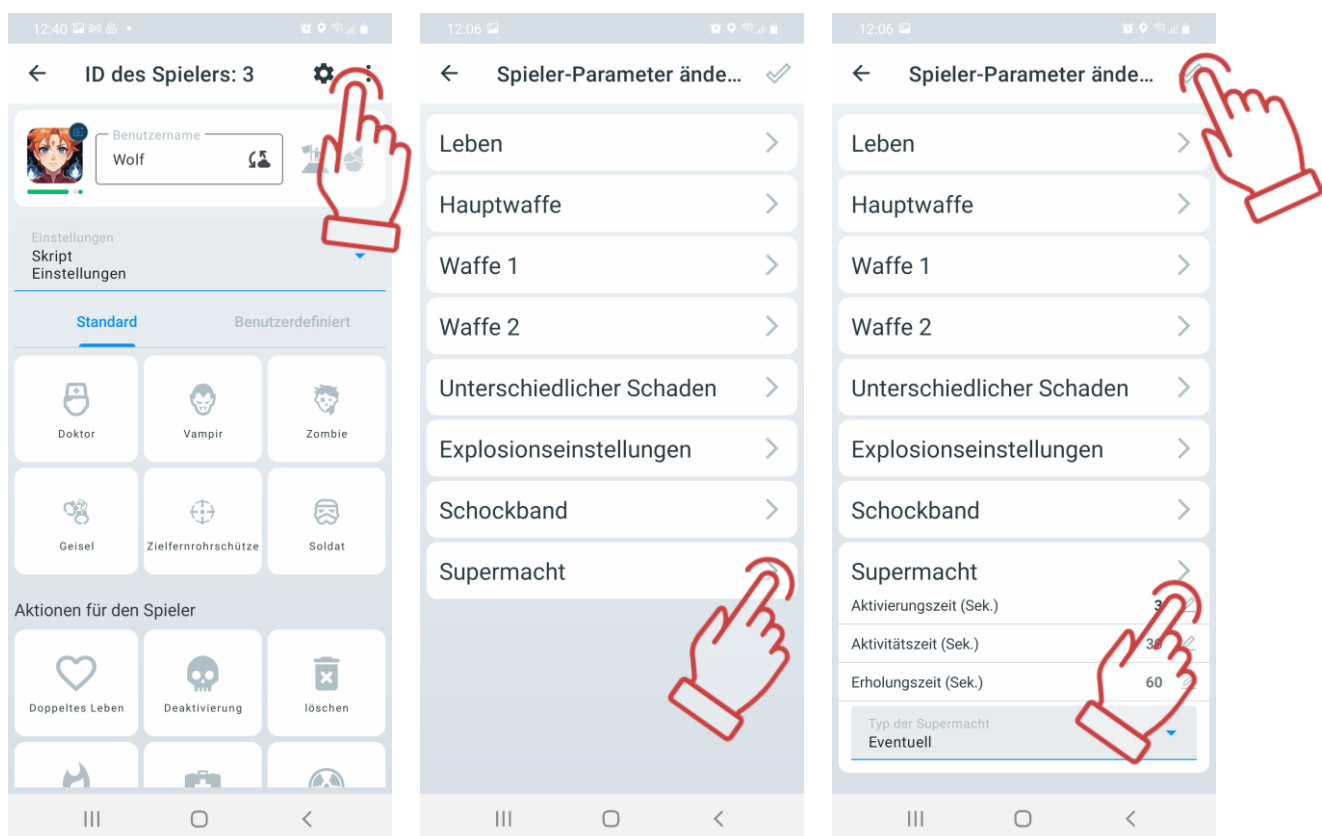 12:40
ID des Spielers: 3
Benutzername
Wolf
Einstellungen
Skript
Einstellungen
Standard
Benutzerdefiniert
Doktor
Vampir
Zombie
Geisel
Zielfernrohrschütze
Soldat
Aktionen für den Spieler
Doppeltes Leben
Deaktivierung
löschen
12:06
Spieler-Parameter ände...
Leben
Hauptwaffe
Waffe 1
Waffe 2
Unterschiedlicher Schaden
Explosionseinstellungen
Schockband
Supermacht
12:06
Spieler-Parameter ände...
Leben
Hauptwaffe
Waffe 1
Waffe 2
Unterschiedlicher Schaden
Explosionseinstellungen
Schockband
Supermacht
Aktivierungszeit (Sek.) 3
Aktivitätszeit (Sek.) 30
Erholungszeit (Sek.) 60
Typ der Supermacht
Eventuell